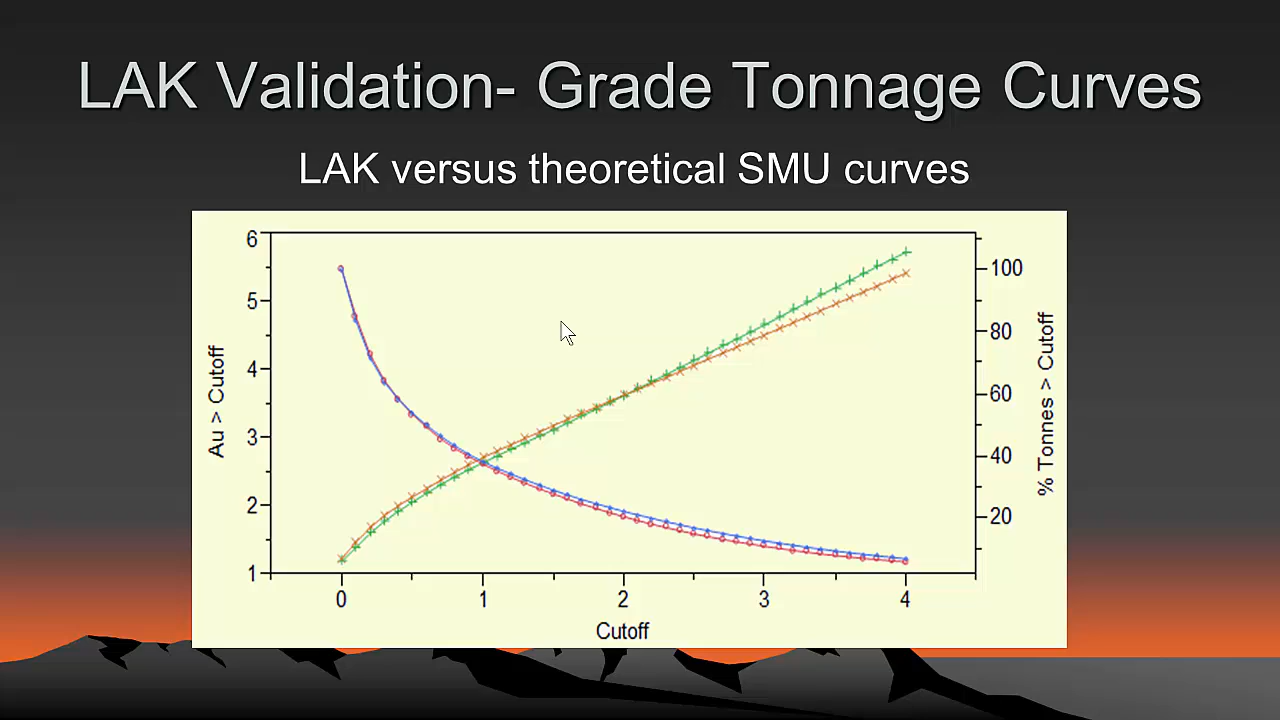 LAK Validation- Grade Tonnage Curves
LAK versus theoretical SMU curves
6
5
4
3
2
1
Au > Cutoff
100
80
60
40
20
% Tonnes > Cutoff
0 1 2 3 4
Cutoff